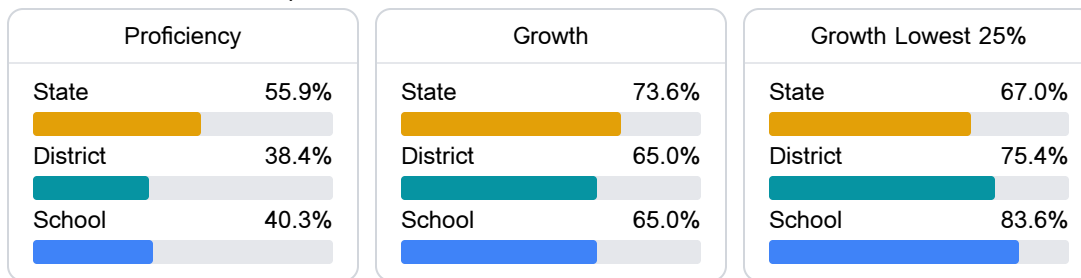 Proficiency
State 55.9%
District 38.4%
School 40.3%
Growth
State 73.6%
District 65.0%
School 65.0%
Growth Lowest 25%
State 67.0%
District 75.4%
School 83.6%